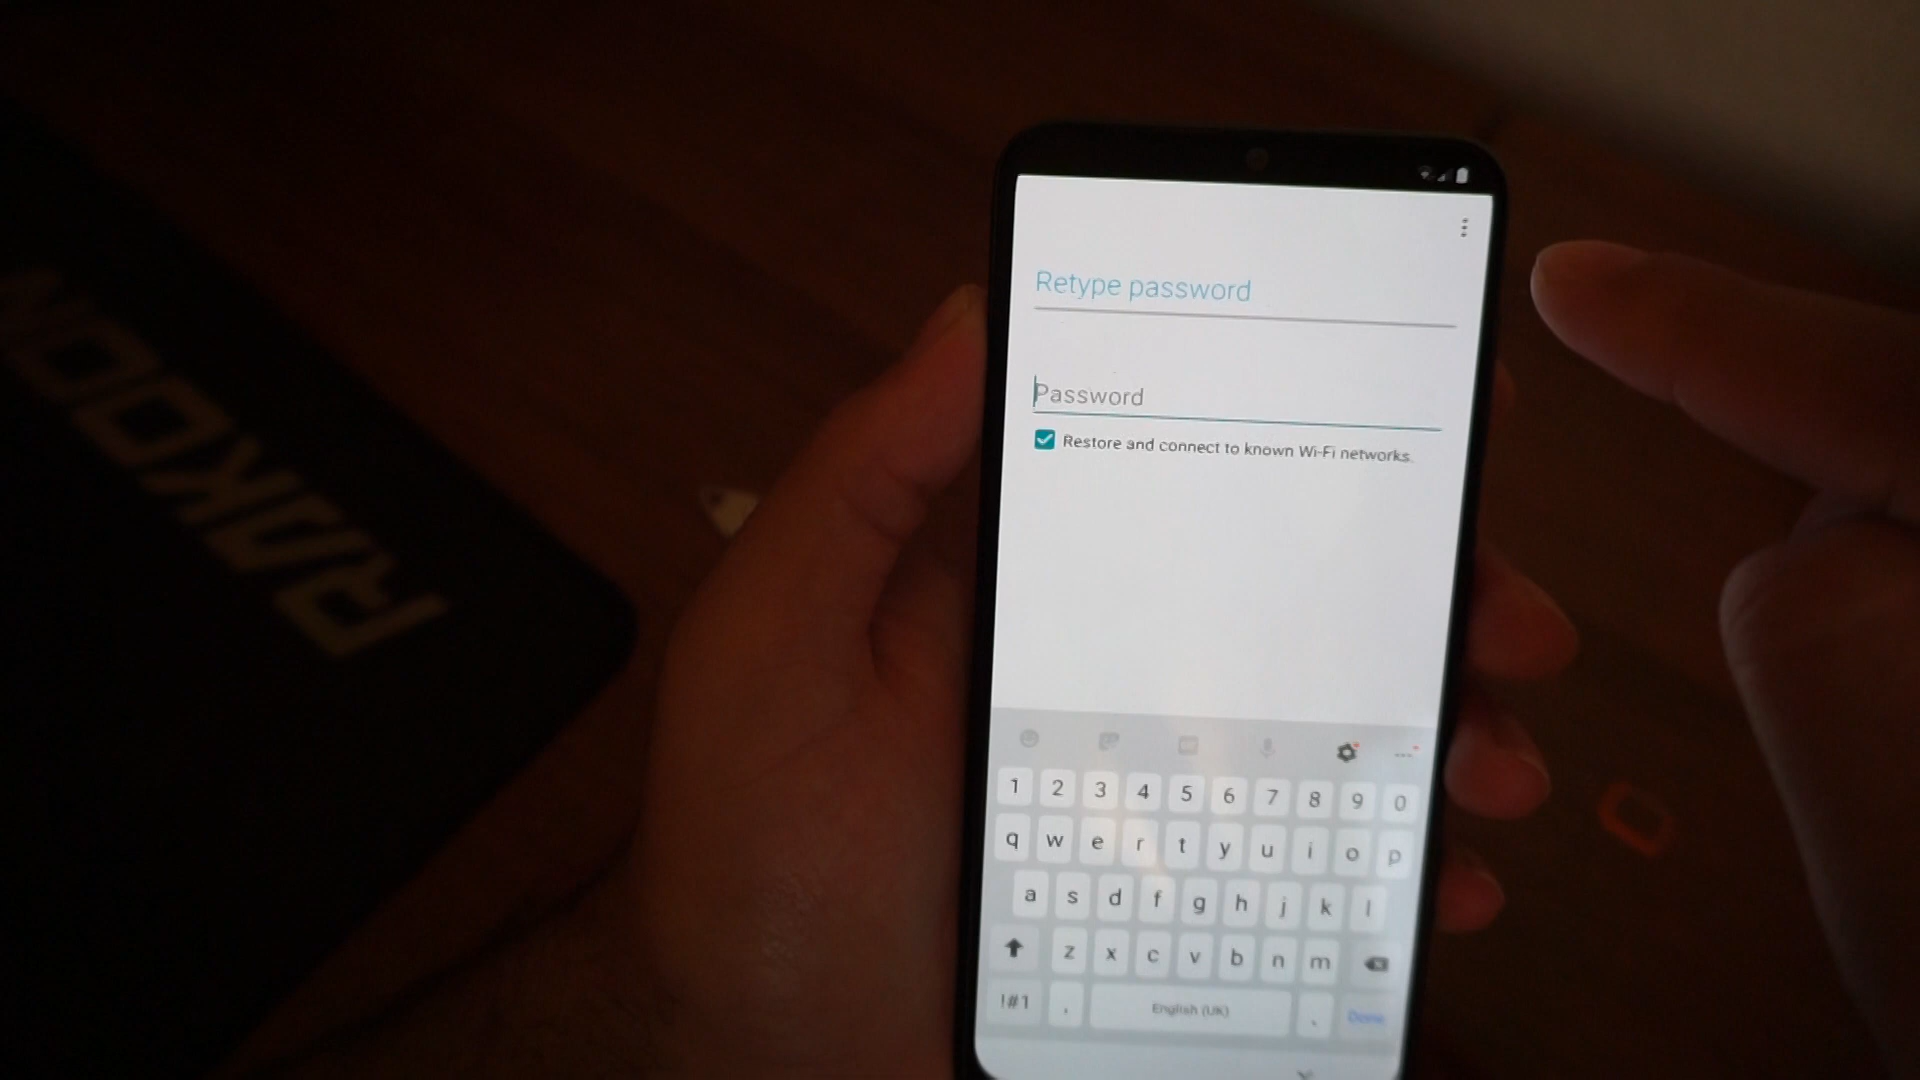 Retype password
Password
Restore and connect to known Wi-Fi networks.
1 2 3 4 5 6 7 8 9 0
q w e r t y u i o p
a s d f g h j k l
z x c v b n m
!#1 , English (UK) . Done